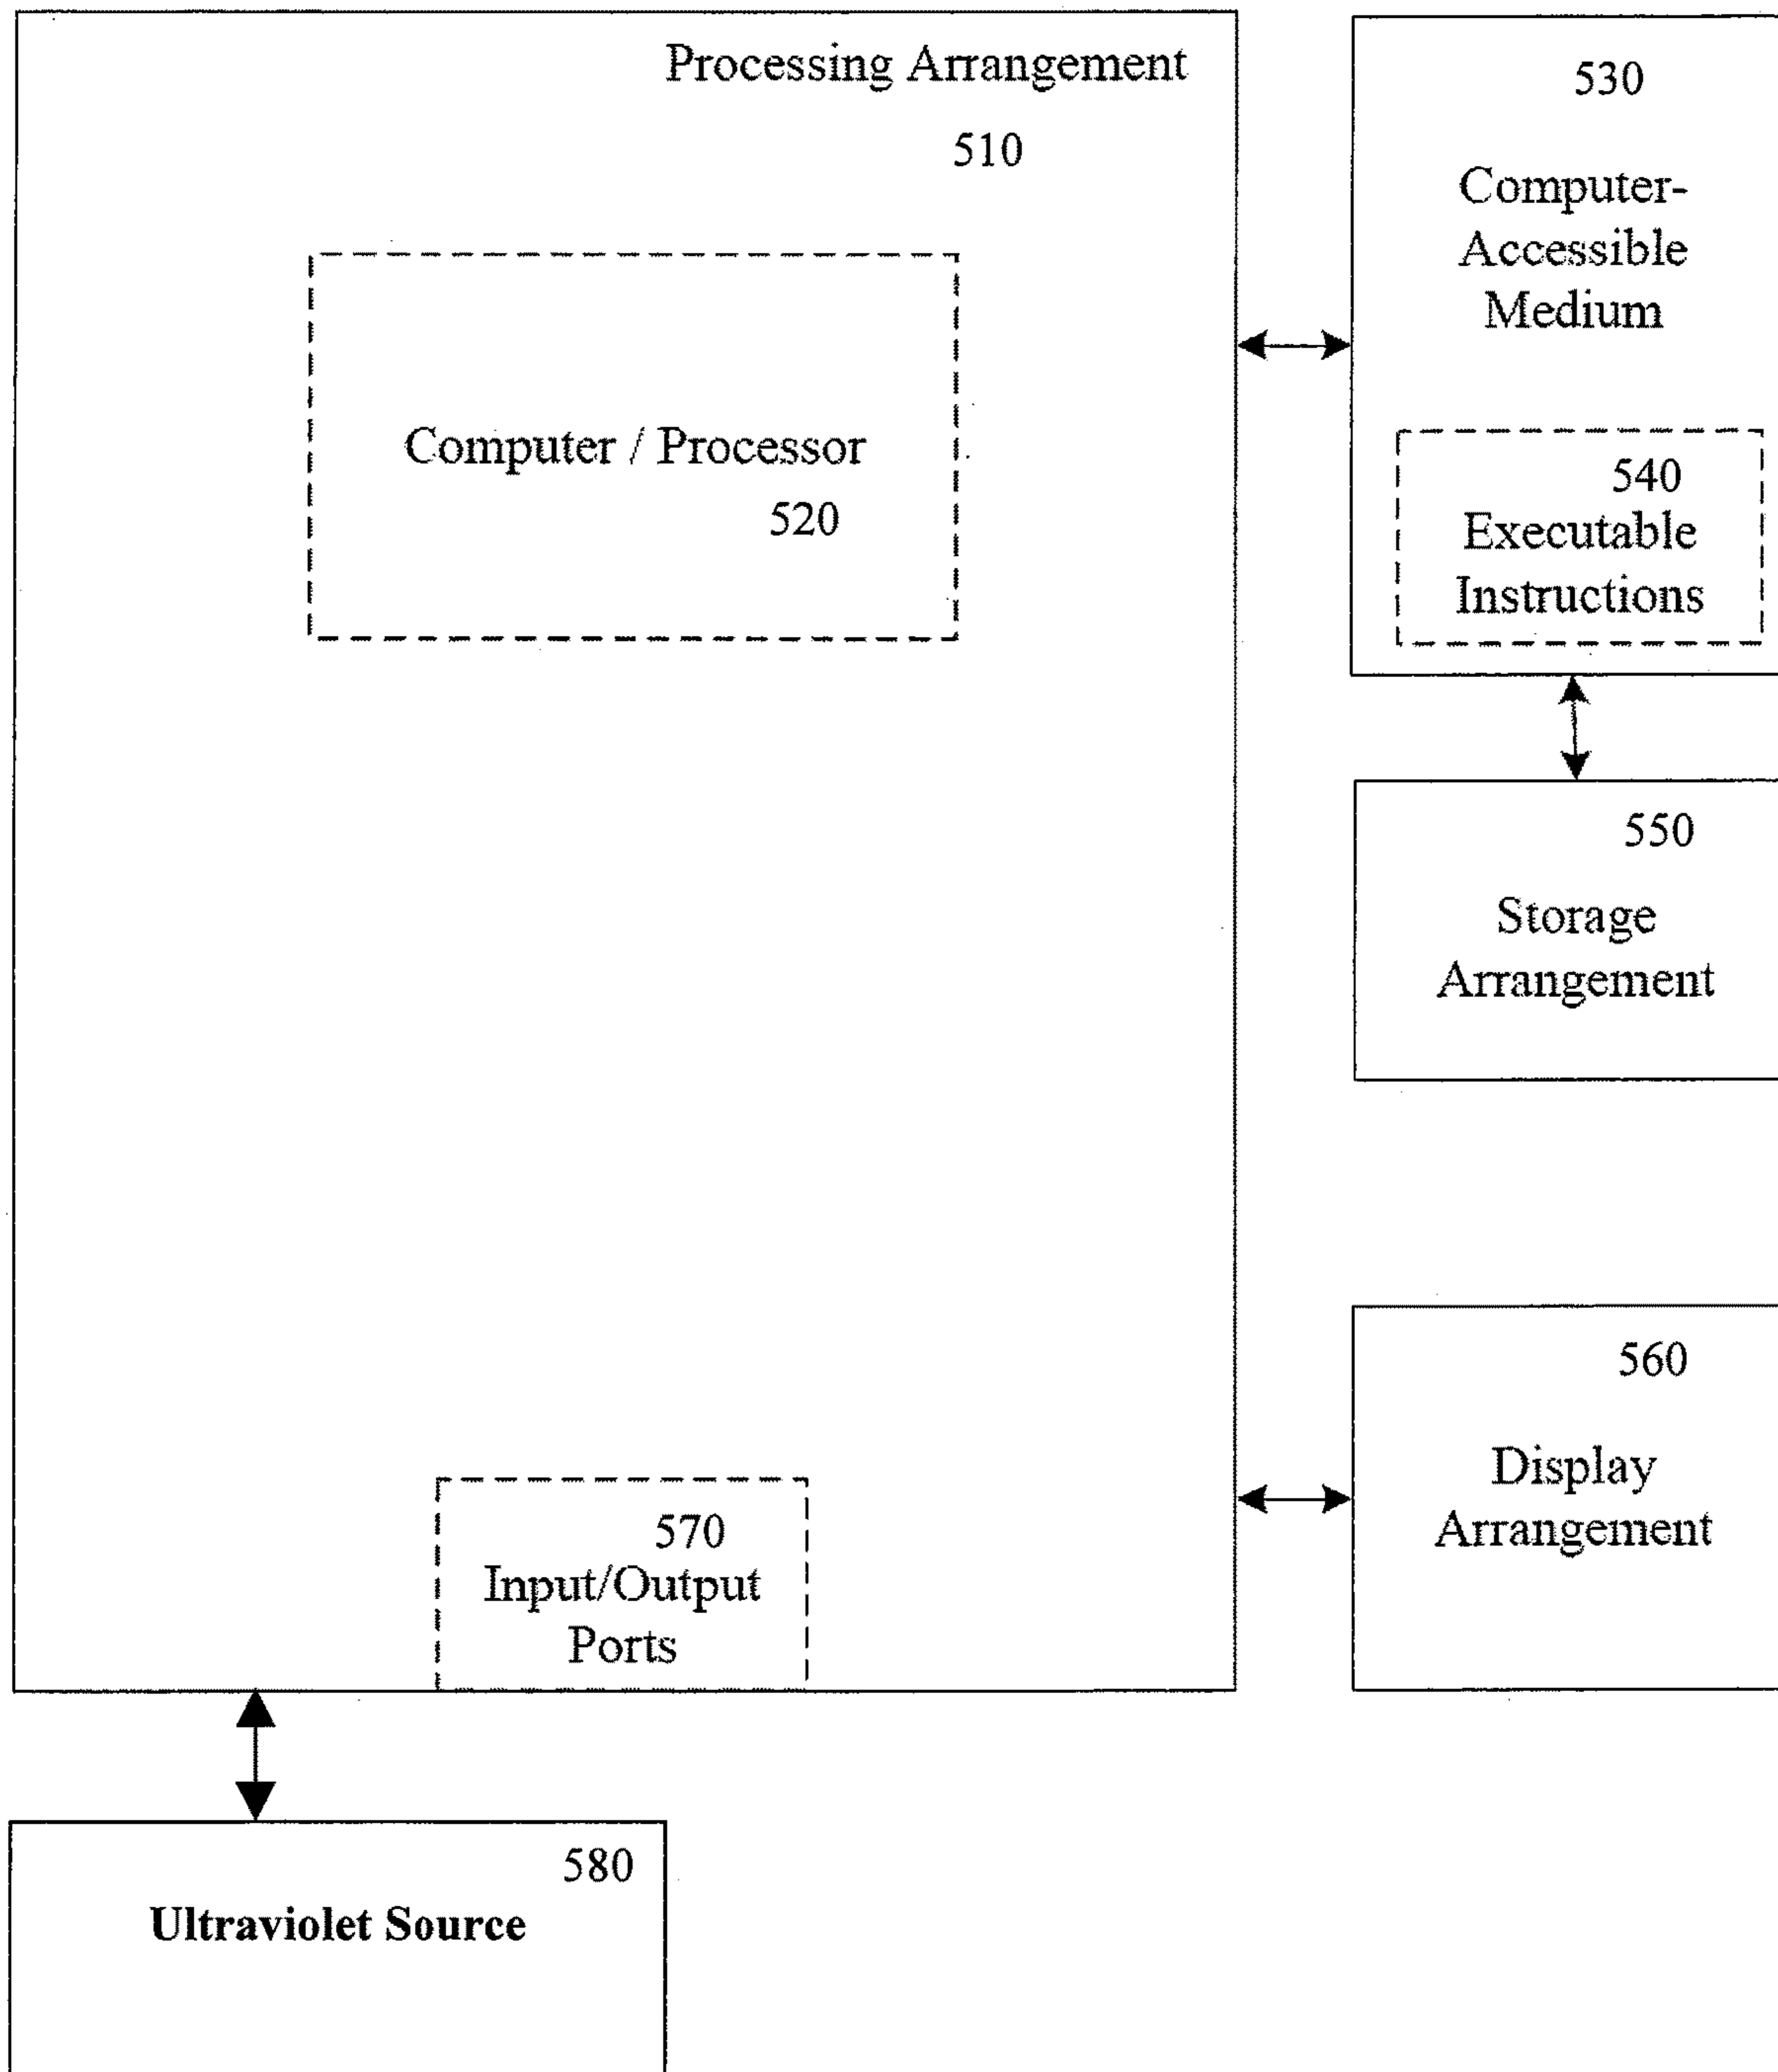 Processing Arrangement
510
Computer / Processor
520
530
Computer-
Accessible
Medium
540
Executable
Instructions
550
Storage
Arrangement
560
Display
Arrangement
570
Input/Output
Ports
580
Ultraviolet Source